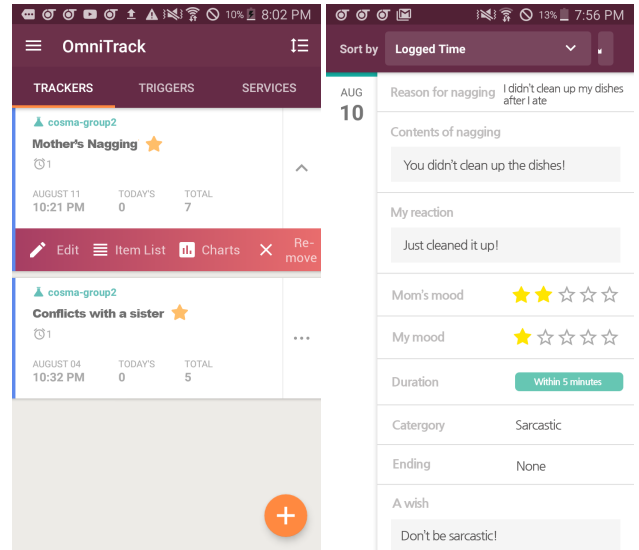 10% 8:02 PM
OmniTrack
TRACKERS TRIGGERS SERVICES
cosma-group2
Mother's Nagging
1
AUGUST 11 TODAY'S TOTAL
10:21 PM 0 7
Edit Item List Charts Re-
move
cosma-group2
Conflicts with a sister
1
AUGUST 04 TODAY'S TOTAL
10:32 PM 0 5
13% 7:56 PM
Sort by Logged Time
AUG
10
Reason for nagging I didn't clean up my dishes
after I ate
Contents of nagging
You didn't clean up the dishes!
My reaction
Just cleaned it up!
Mom's mood
My mood
Duration Within 5 minutes
Catergory Sarcastic
Ending None
A wish
Don't be sarcastic!